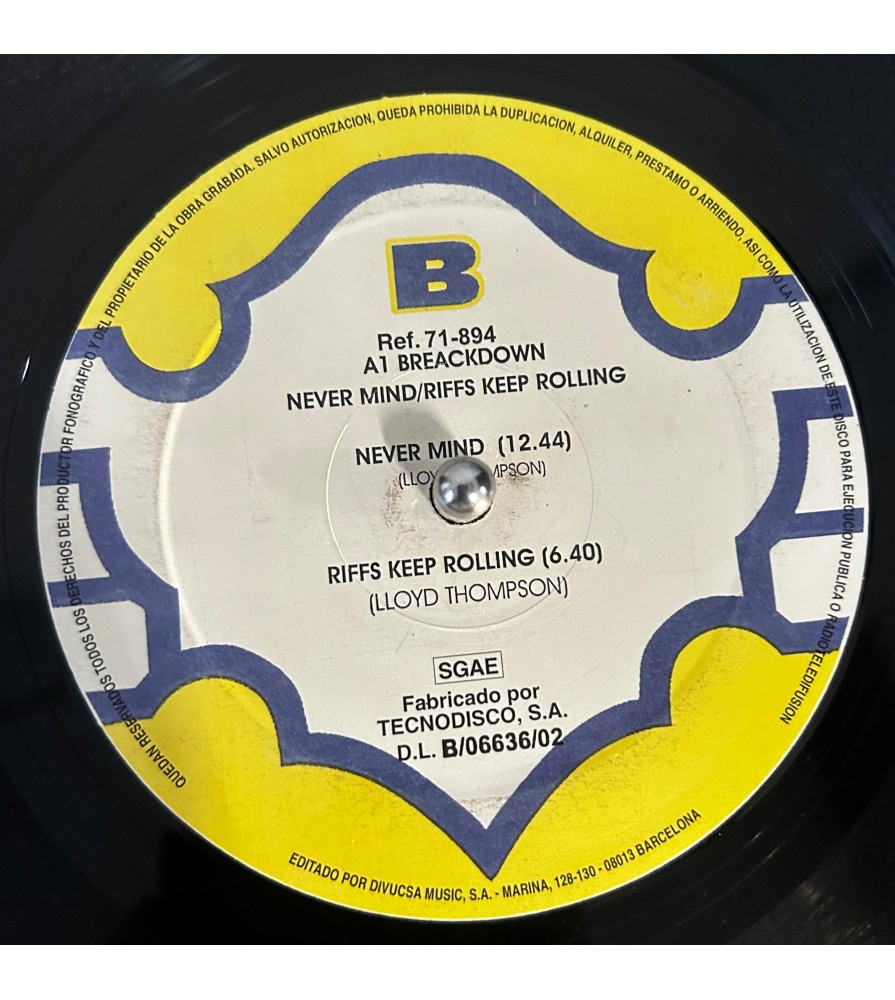 QUEDAN RESERVADOS TODOS LOS DERECHOS DEL PRODUCTOR FONOGRAFICO Y DEL PROPIETARIO DE LA OBRA GRABADA. SALVO AUTORIZACION, QUEDA PROHIBIDA LA DUPLICACION, ALQUILER, PRESTAMO O ARRIENDO, ASI COMO LA UTILIZACION DE ESTE DISCO PARA EJECUCION PUBLICA O RADIOTELEDIFUSION
B
Ref. 71-894
A1 BREACKDOWN
NEVER MIND/RIFFS KEEP ROLLING
NEVER MIND (12.44)
RIFFS KEEP ROLLING (6.40)
(LLOYD THOMPSON)
SGAE
Fabricado por
TECNODISCO, S.A.
D.L. B/06636/02
EDITADO POR DIVUCSA MUSIC, S.A. - MARINA, 128-130 - 08013 BARCELONA